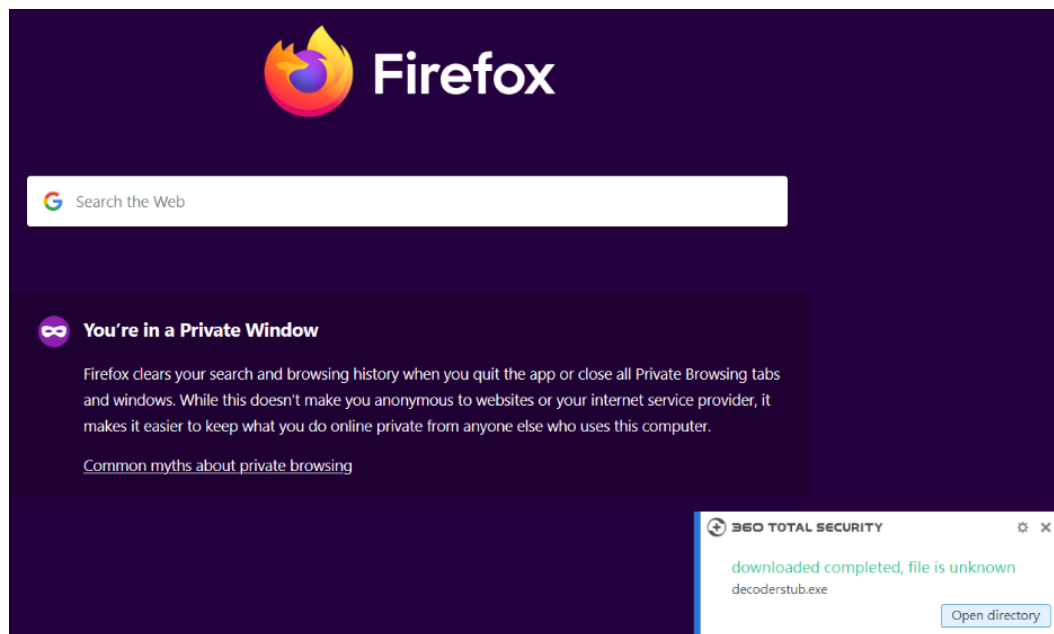 Firefox
Search the Web
You're in a Private Window
Firefox clears your search and browsing history when you quit the app or close all Private Browsing tabs
and windows. While this doesn't make you anonymous to websites or your internet service provider, it
makes it easier to keep what you do online private from anyone else who uses this computer.
Common myths about private browsing
360 TOTAL SECURITY
downloaded completed, file is unknown
decoderstub.exe
Open directory